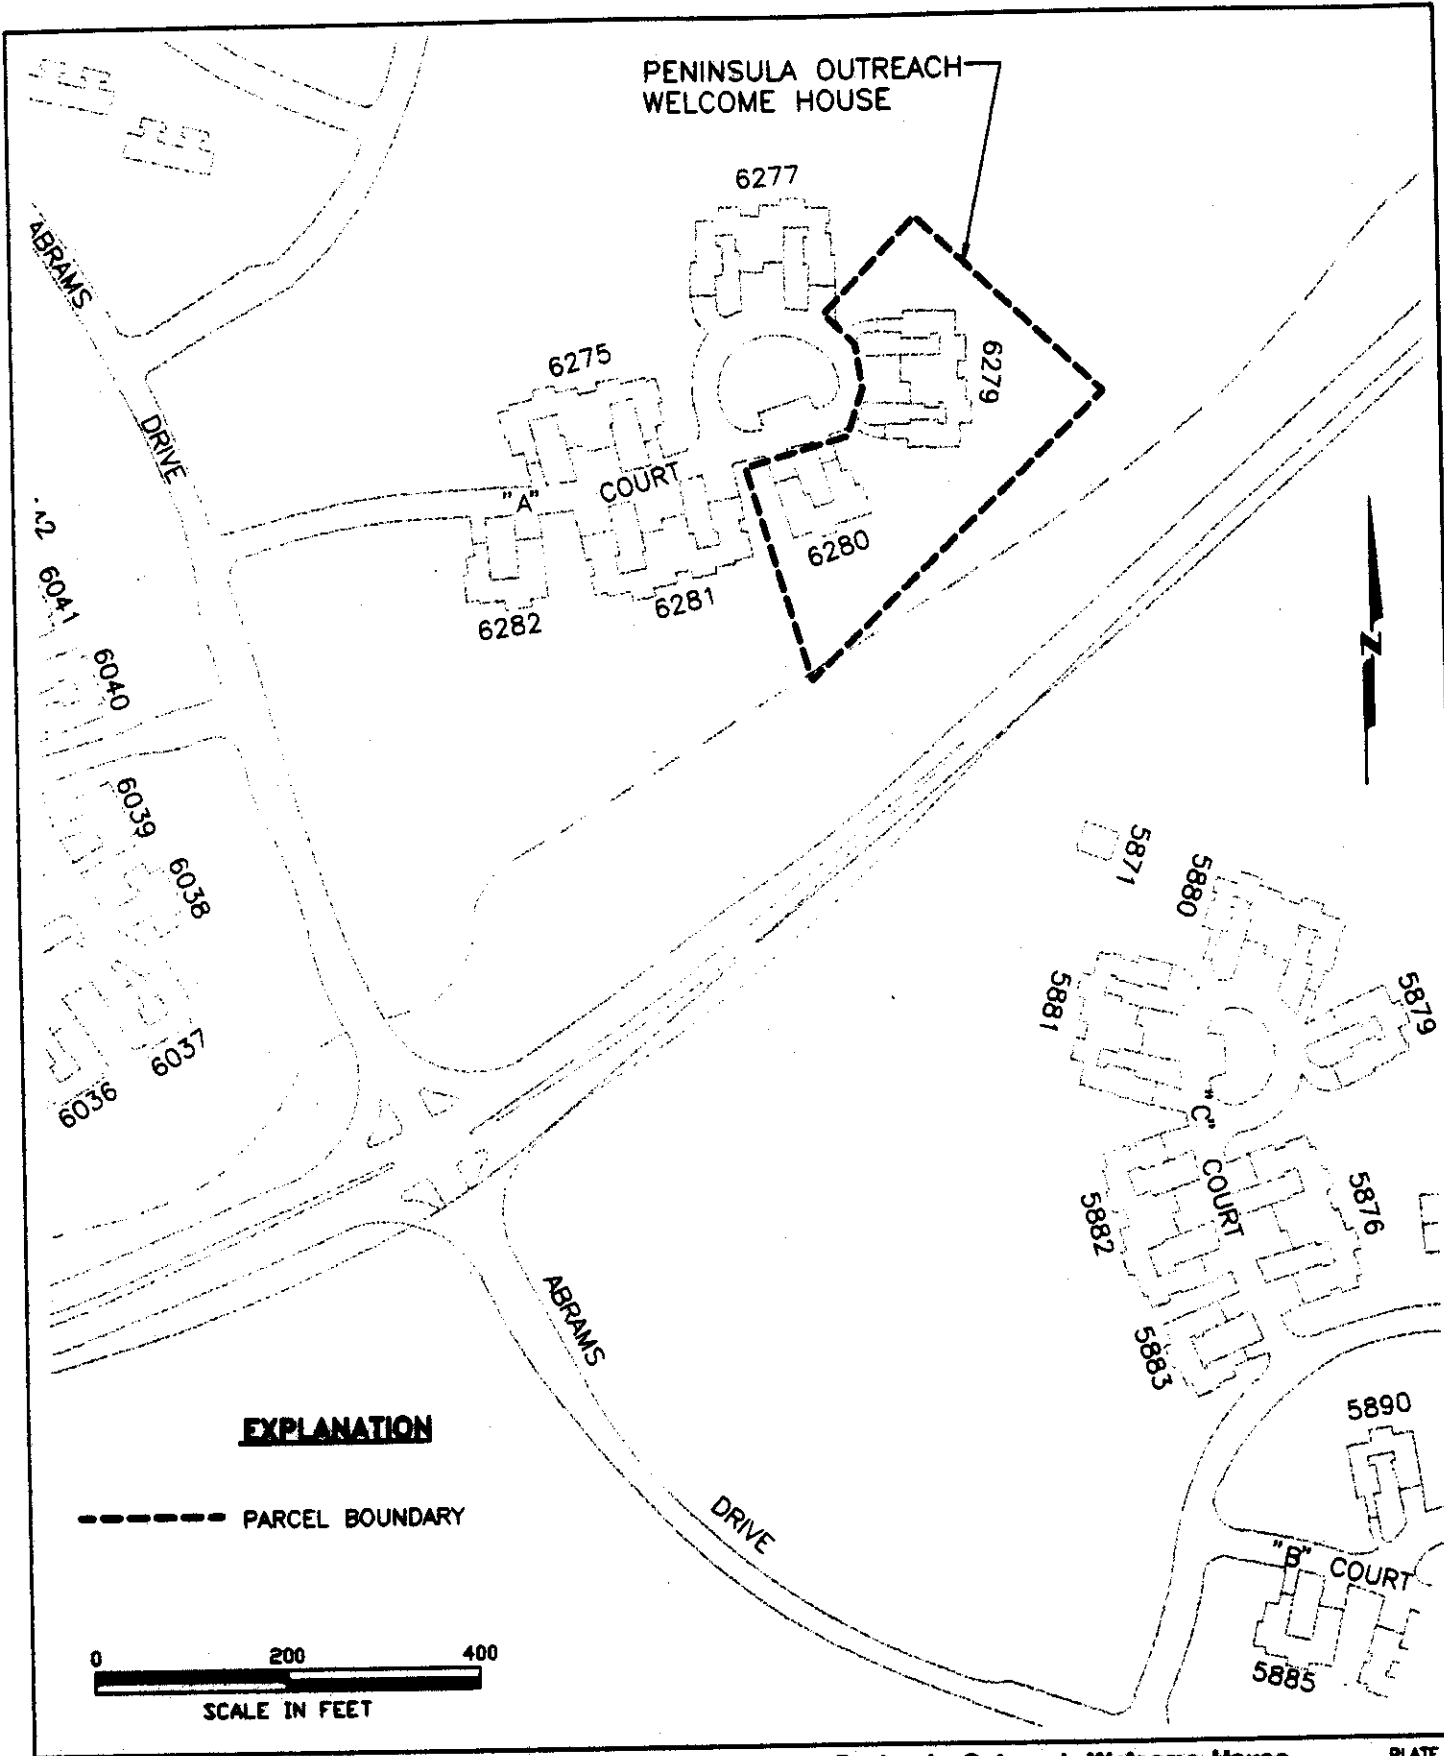 PENINSULA OUTREACH
WELCOME HOUSE
6277
ABRAMS
DRIVE
6275
6279
"A" COURT
6280
6281
6282
6041
6040
6039
6038
6037
6036
N
5871
5880
5881
5879
"C" COURT
5882
5876
5883
ABRAMS
DRIVE
5890
"B" COURT
5885
EXPLANATION
PARCEL BOUNDARY
0 200 400
SCALE IN FEET